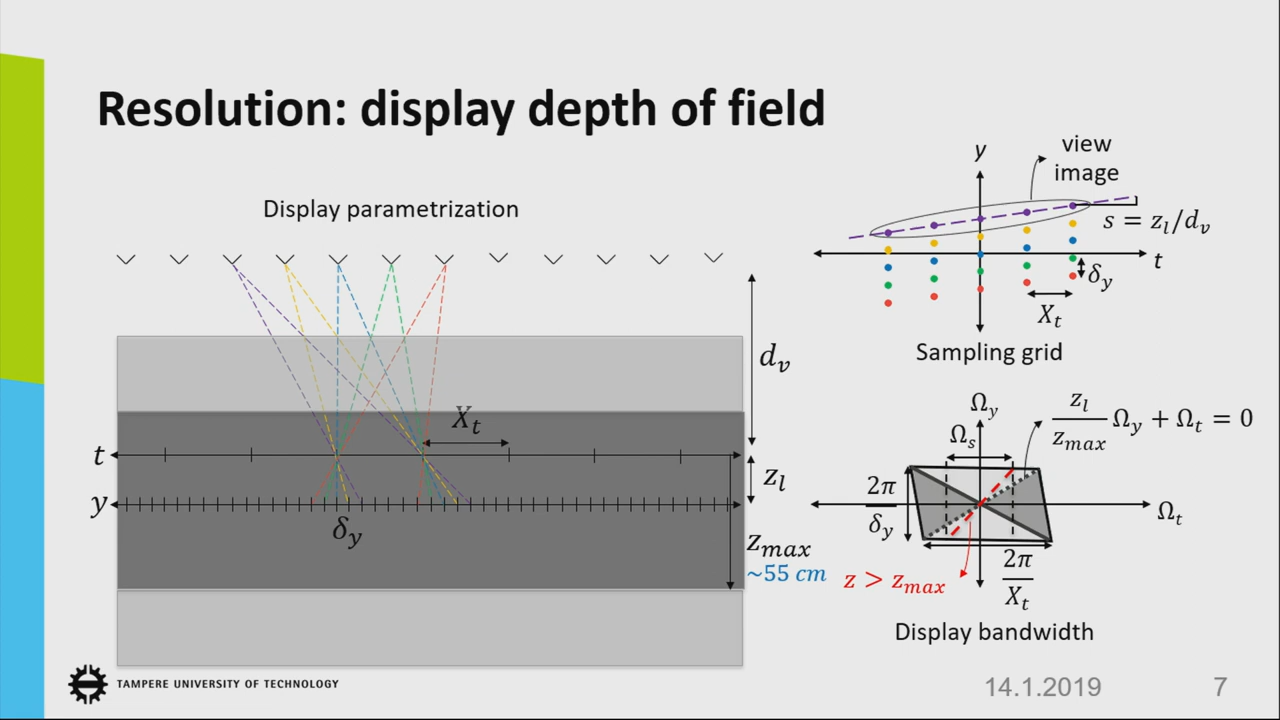 Resolution: display depth of field
Display parametrization
X_t
t
y
δ_y
d_v
z_l
z_max
~55 cm
y
view
image
s = z_l/d_v
t
δ_y
X_t
Sampling grid
Ω_y
z_l/z_max Ω_y + Ω_t = 0
Ω_s
2π/δ_y
Ω_t
2π/X_t
z > z_max
Display bandwidth
TAMPERE UNIVERSITY OF TECHNOLOGY
14.1.2019
7